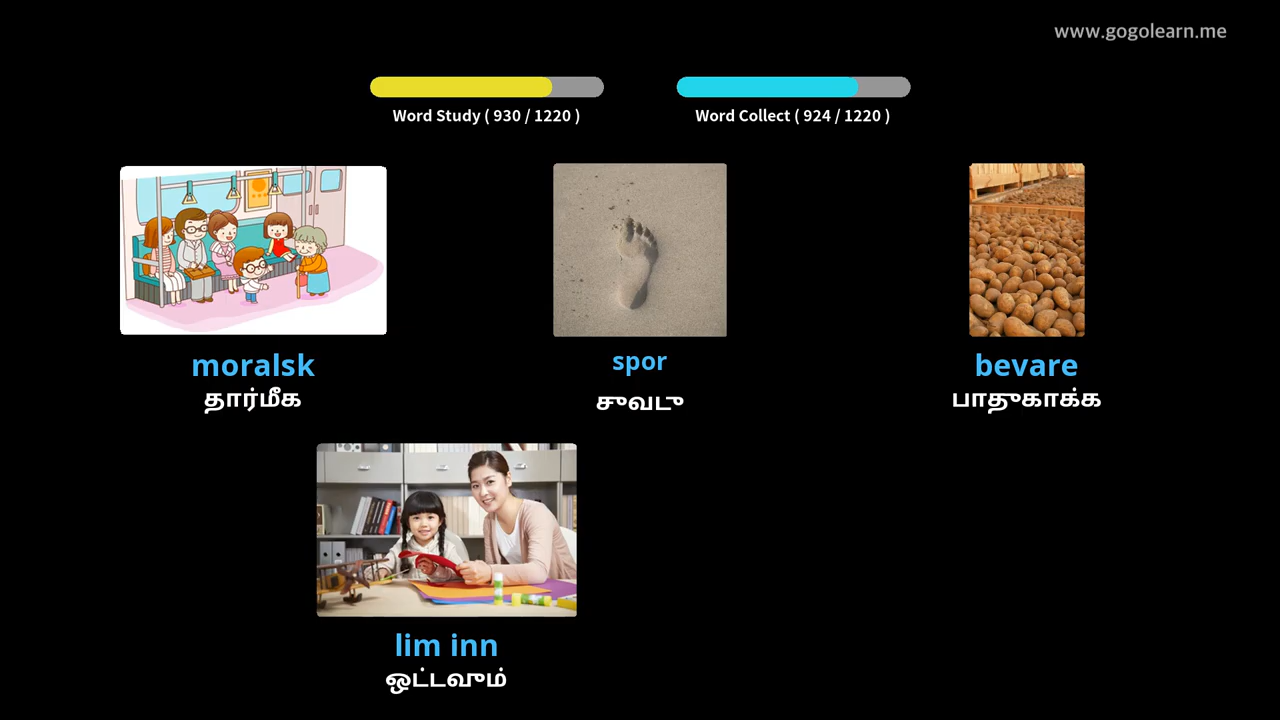 www.gogolearn.me
Word Study ( 930 / 1220 )
Word Collect ( 924 / 1220 )
moralsk
தார்மீக
spor
சுவடு
bevare
பாதுகாக்க
lim inn
ஒட்டவும்